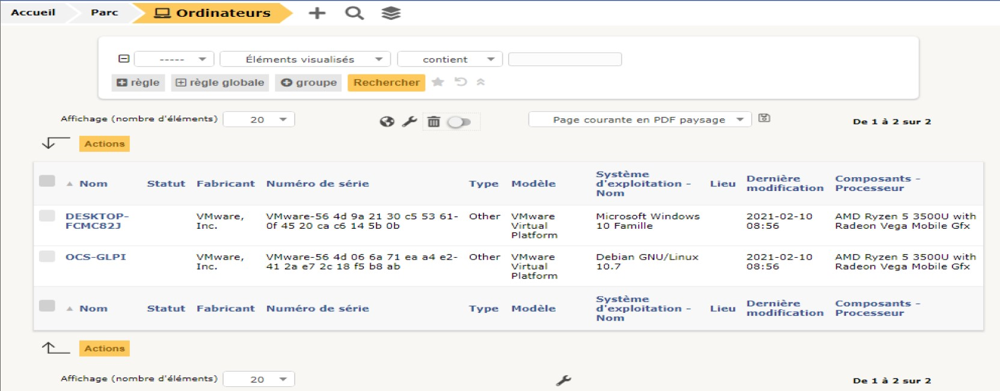 Accueil Parc Ordinateurs
----- Éléments visualisés contient
règle règle globale groupe Rechercher
Affichage (nombre d'éléments) 20 Page courante en PDF paysage De 1 à 2 sur 2
Actions
Nom Statut Fabricant Numéro de série Type Modèle Système d'exploitation - Nom Lieu Dernière modification Composants - Processeur
DESKTOP-FCMC82J VMware, Inc. VMware-56 4d 9a 21 30 c5 53 61-0f 45 20 ca c6 14 5b 0b Other VMware Virtual Platform Microsoft Windows 10 Famille 2021-02-10 08:56 AMD Ryzen 5 3500U with Radeon Vega Mobile Gfx
OCS-GLPI VMware, Inc. VMware-56 4d 06 6a 71 ea a4 e2-41 2a e7 2c 18 f5 b8 ab Other VMware Virtual Platform Debian GNU/Linux 10.7 2021-02-10 08:56 AMD Ryzen 5 3500U with Radeon Vega Mobile Gfx
Nom Statut Fabricant Numéro de série Type Modèle Système d'exploitation - Nom Lieu Dernière modification Composants - Processeur
Actions
Affichage (nombre d'éléments) 20 De 1 à 2 sur 2